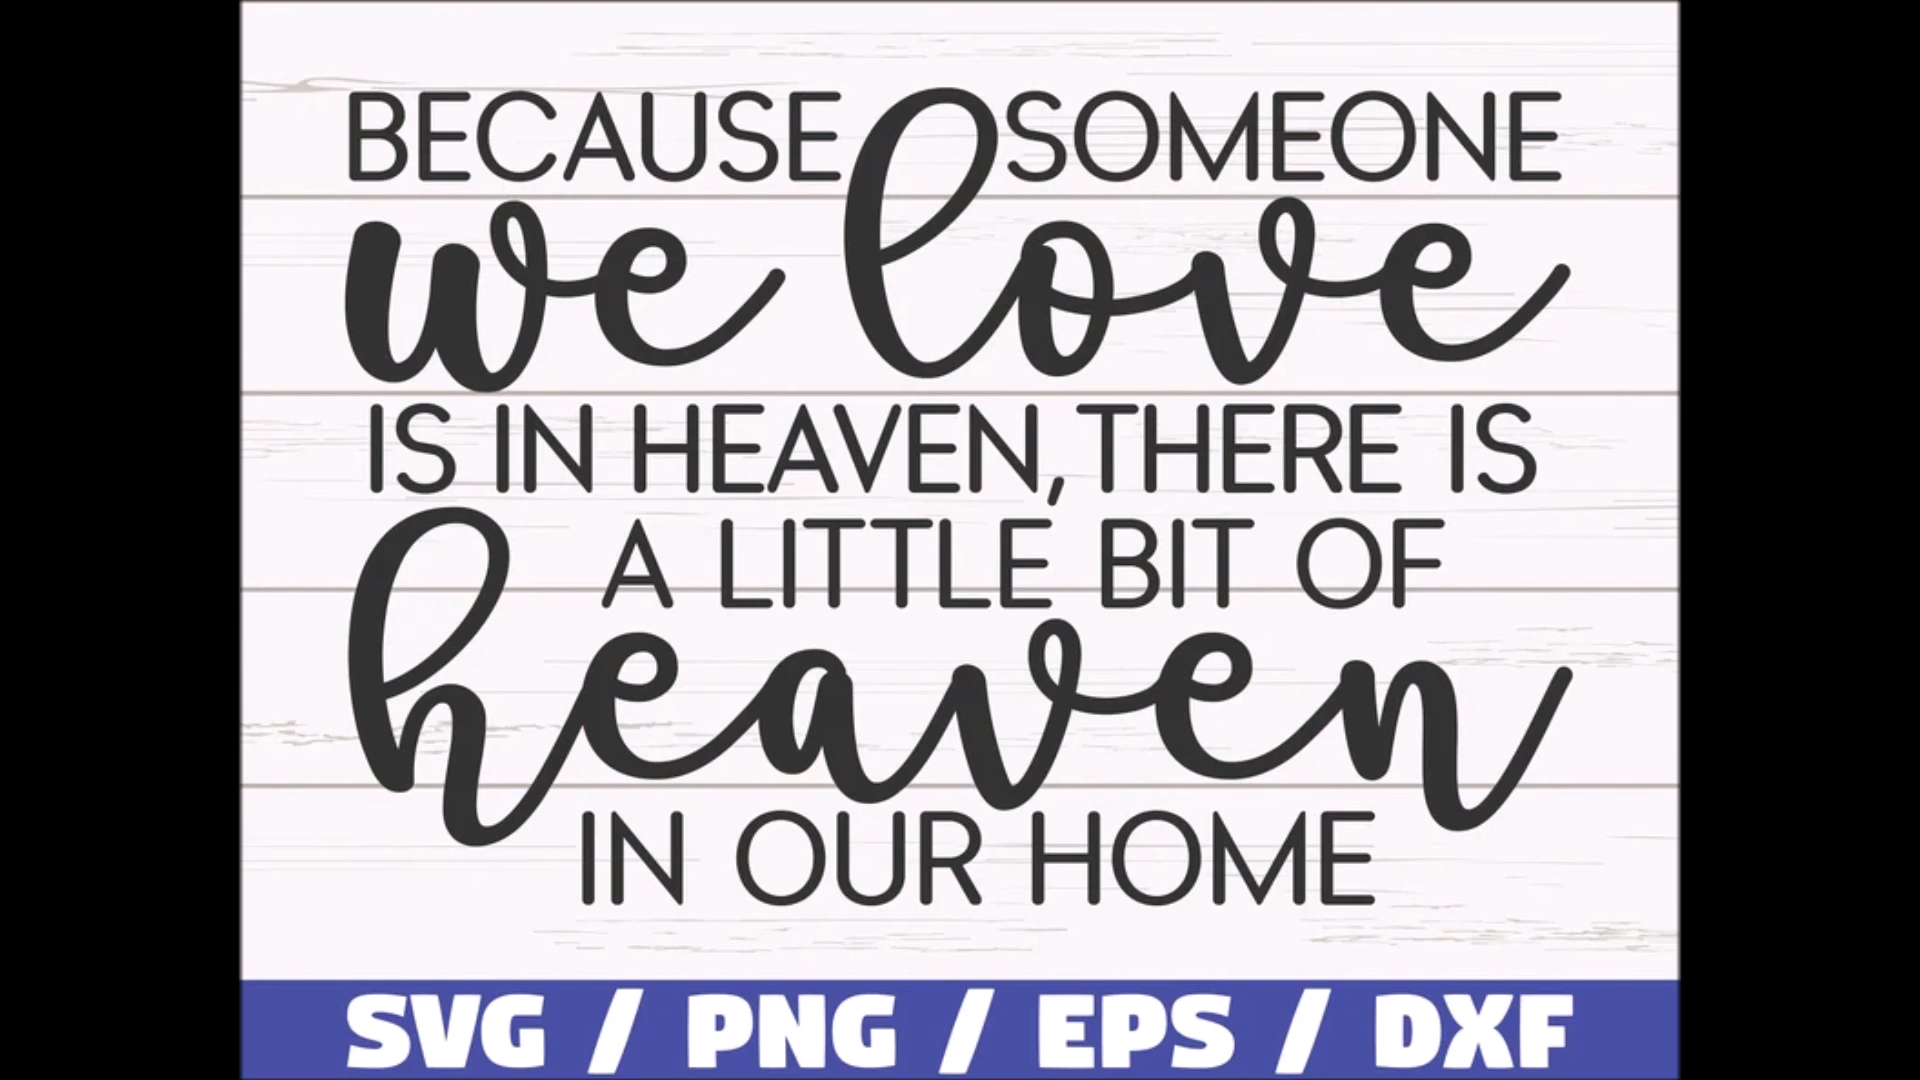 BECAUSE SOMEONE
we love
IS IN HEAVEN, THERE IS
A LITTLE BIT OF
heaven
IN OUR HOME
SVG / PNG / EPS / DXF